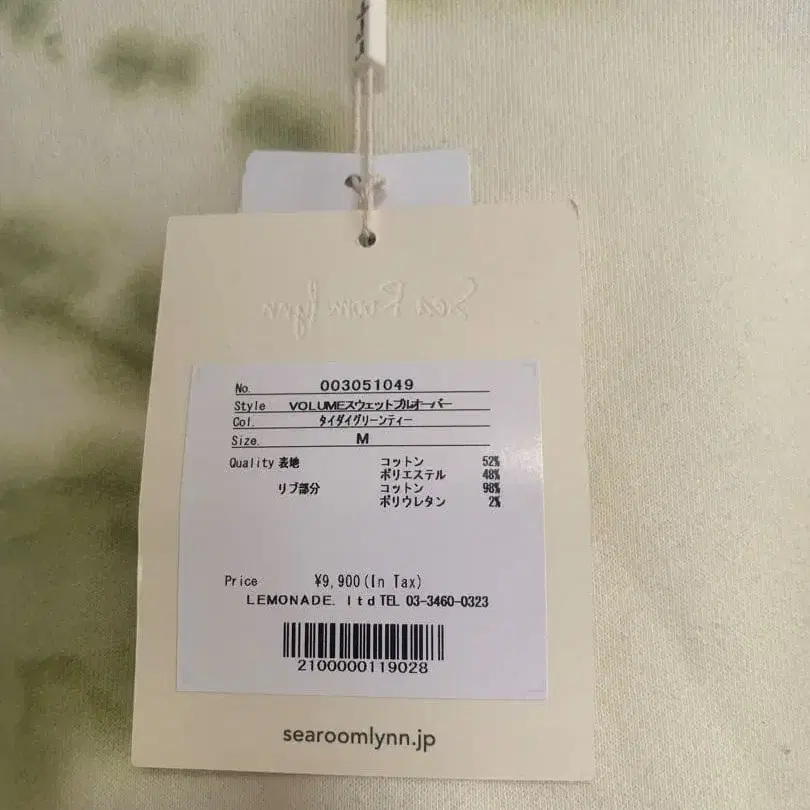 Sea Room lynn
No. 003051049
Style VOLUMEスウェットプルオーバー
Col. タイダイグリーンティー
Size. M
Quality 表地 コットン 52%
ポリエステル 48%
リブ部分 コットン 98%
ポリウレタン 2%
Price ¥9,900(In Tax)
LEMONADE. ltd TEL 03-3460-0323
2100000119028
searoomlynn.jp